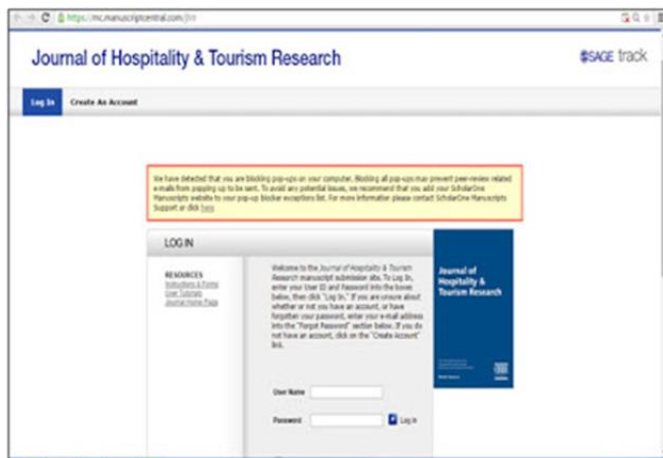 https://mc.manuscriptcentral.com/jhtr
Journal of Hospitality & Tourism Research
SAGE track
Log In
Create An Account
We have detected that you are blocking pop-ups on your computer. Blocking all pop-ups may prevent peer-review related
e-mails from popping up to be sent. To avoid any potential issues, we recommend that you add your ScholarOne
Manuscripts website to your pop-up blocker exceptions list. For more information please contact ScholarOne Manuscripts
Support or click here
LOG IN
RESOURCES
Instructions & Forms
User Tutorials
Journal Home Page
Welcome to the Journal of Hospitality & Tourism
Research manuscript submission site. To Log In,
enter your User ID and Password into the boxes
below, then click "Log In." If you are unsure about
whether or not you have an account, or have
forgotten your password, enter your e-mail address
into the "Forgot Password" section below. If you do
not have an account, click on the "Create Account"
link.
User Name
Password
Log in
Journal of
Hospitality &
Tourism Research